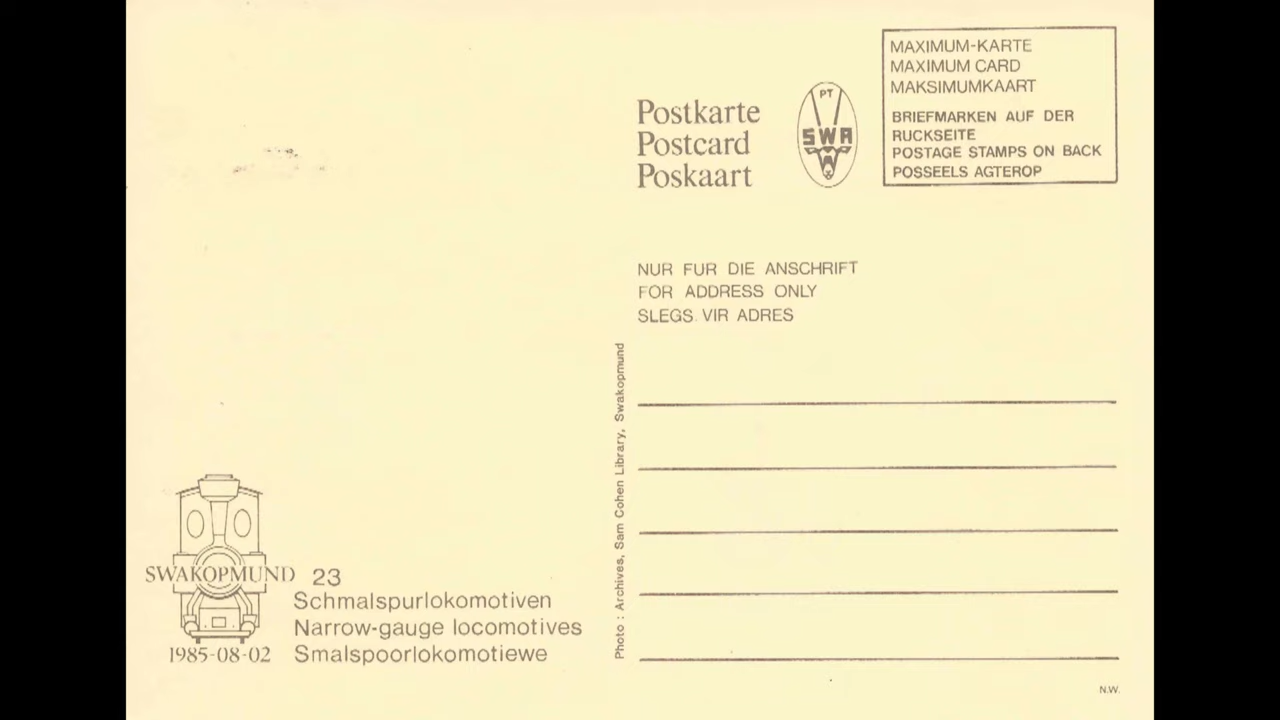 MAXIMUM-KARTE
MAXIMUM CARD
MAKSIMUMKAART
BRIEFMARKEN AUF DER
RUCKSEITE
POSTAGE STAMPS ON BACK
POSSEELS AGTEROP
PT
SWA
Postkarte
Postcard
Poskaart
NUR FUR DIE ANSCHRIFT
FOR ADDRESS ONLY
SLEGS VIR ADRES
Photo : Archives, Sam Cohen Library, Swakopmund
SWAKOPMUND
1985-08-02
23
Schmalspurlokomotiven
Narrow-gauge locomotives
Smalspoorlokomotiewe
N.W.